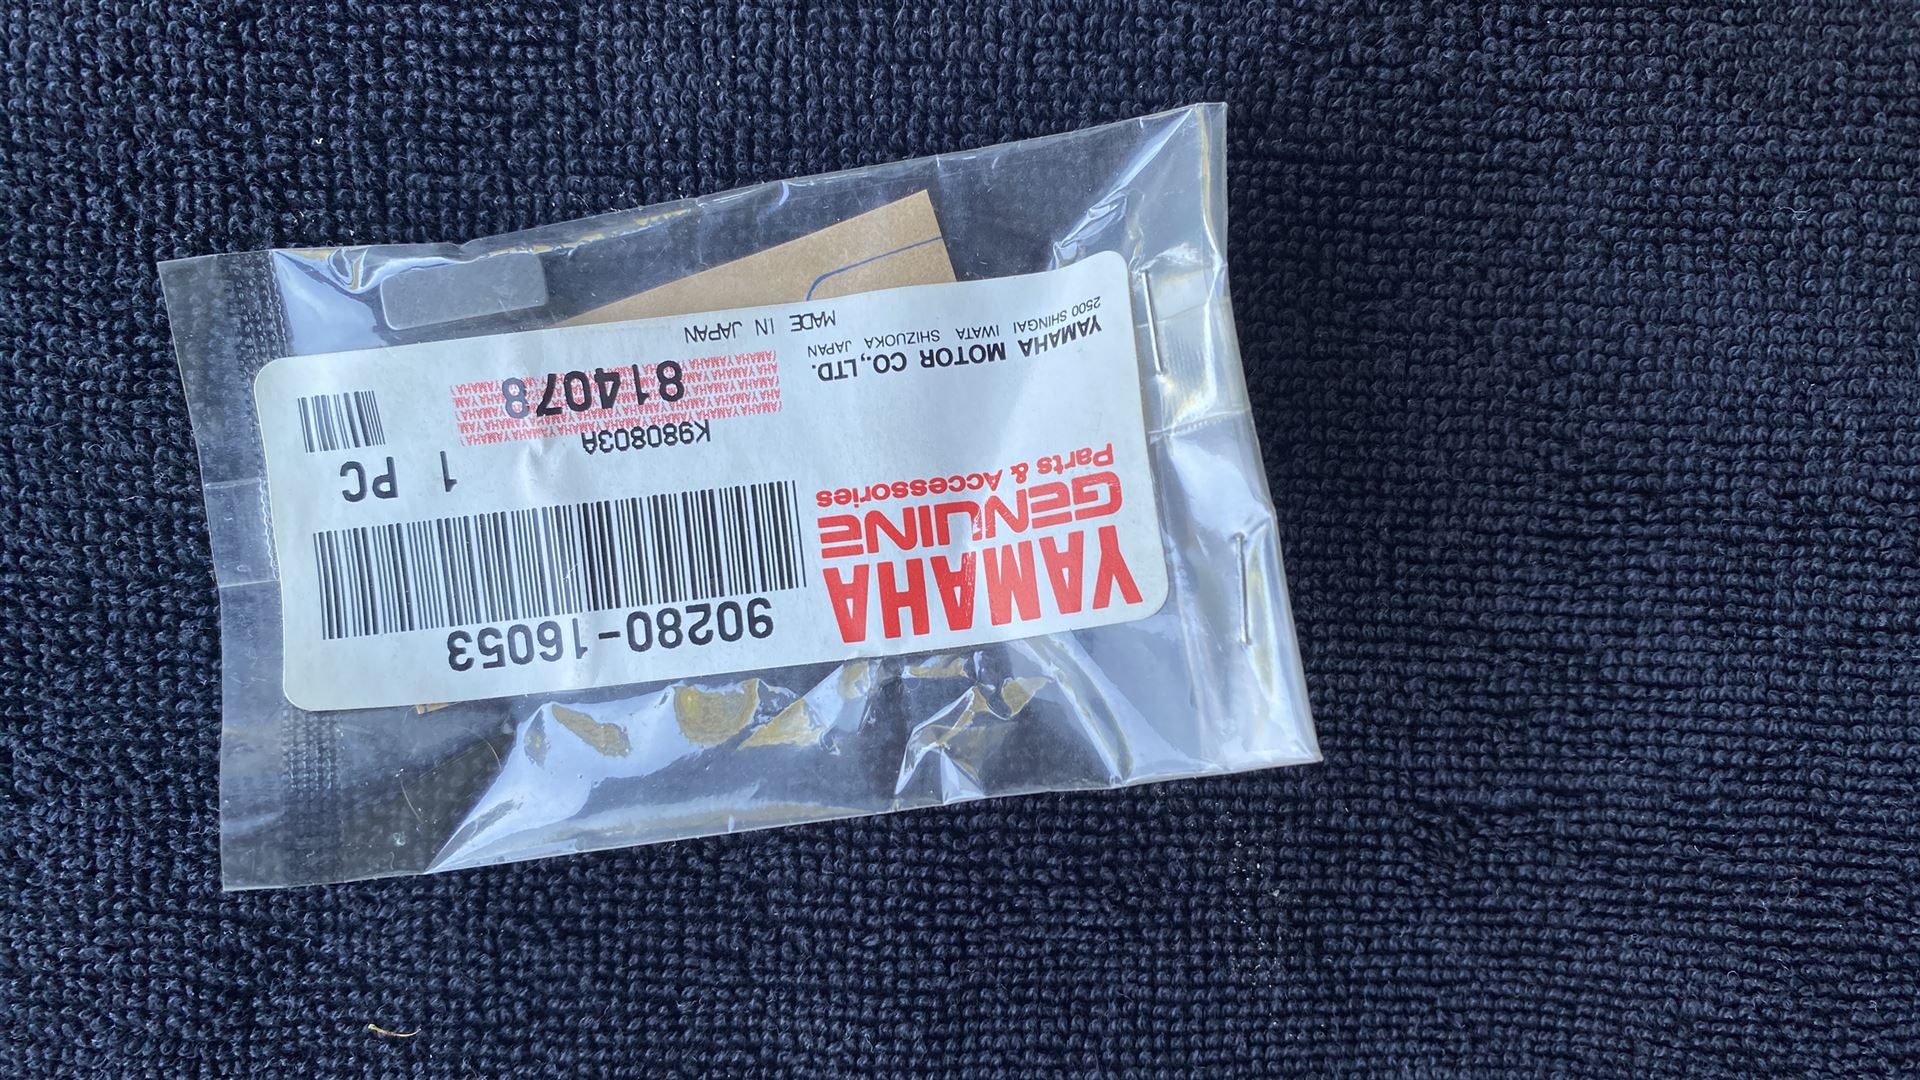 YAMAHA
GENUINE
Parts & Accessories
90280-16053
1 PC
K980803A
814078
YAMAHA MOTOR CO., LTD.
2500 SHINGAI IWATA SHIZUOKA JAPAN
MADE IN JAPAN